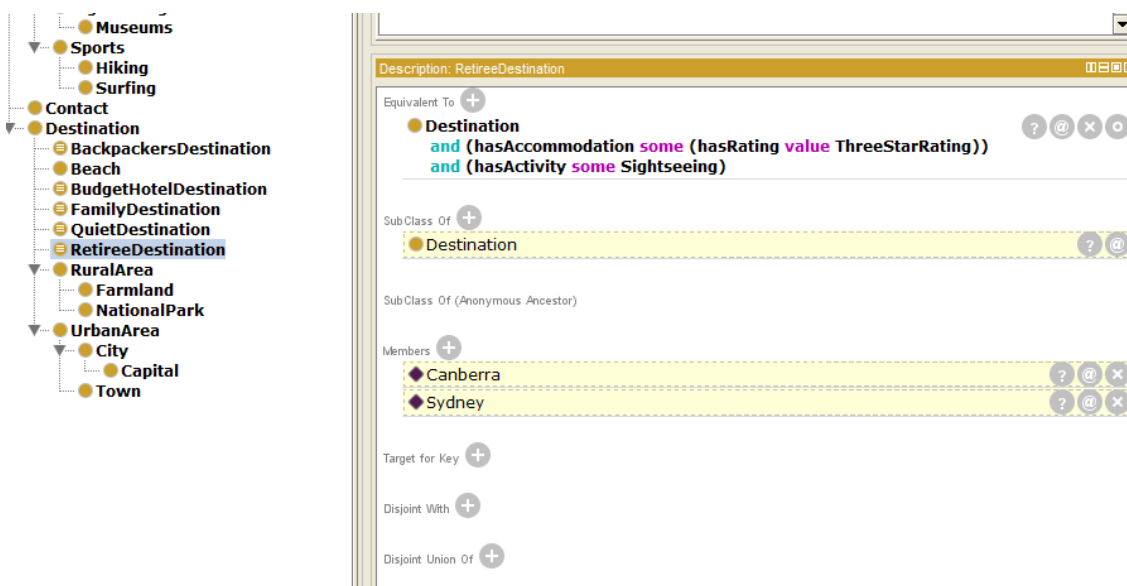 Museums
Sports
Hiking
Surfing
Contact
Destination
BackpackersDestination
Beach
BudgetHotelDestination
FamilyDestination
QuietDestination
RetireeDestination
RuralArea
Farmland
NationalPark
UrbanArea
City
Capital
Town
Description: RetireeDestination
Equivalent To
Destination
and (hasAccommodation some (hasRating value ThreeStarRating))
and (hasActivity some Sightseeing)
SubClass Of
Destination
SubClass Of (Anonymous Ancestor)
Members
Canberra
Sydney
Target for Key
Disjoint With
Disjoint Union Of